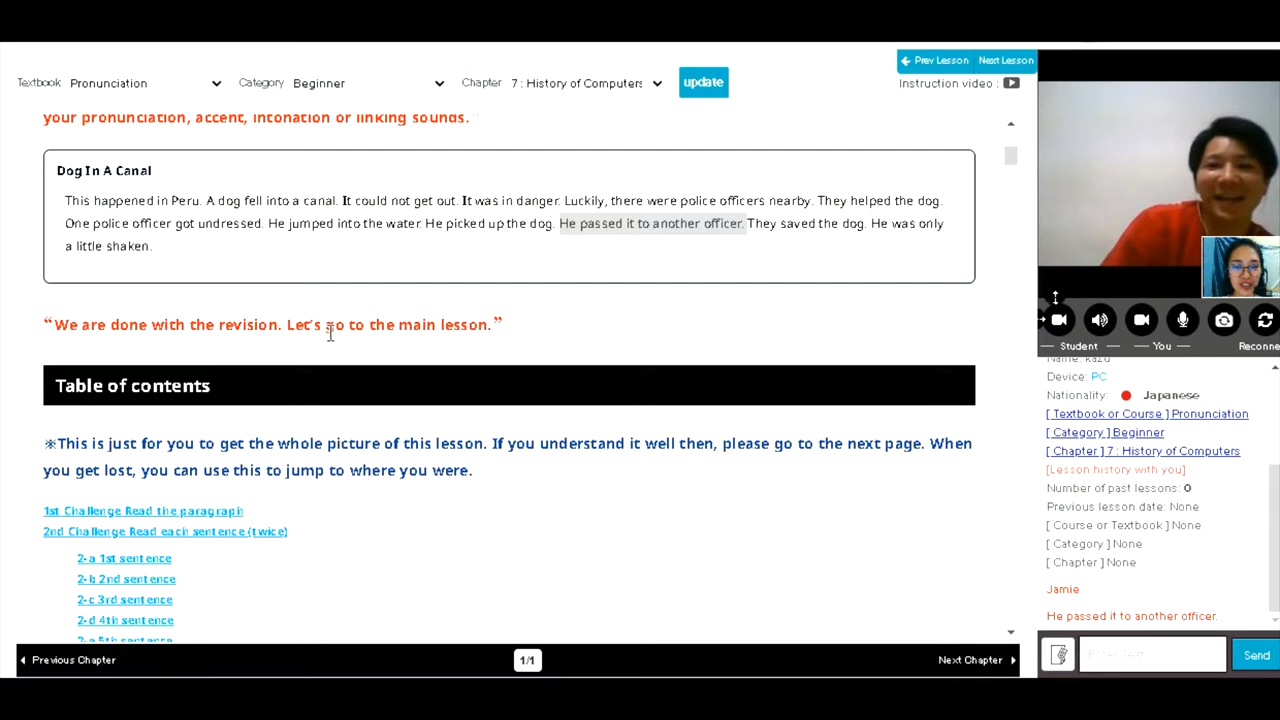 Prev Lesson Next Lesson
Textbook Pronunciation Category Beginner Chapter 7 : History of Computers update Instruction video :
your pronunciation, accent, intonation or linking sounds.”
Dog In A Canal
This happened in Peru. A dog fell into a canal. It could not get out. It was in danger. Luckily, there were police officers nearby. They helped the dog.
One police officer got undressed. He jumped into the water. He picked up the dog. He passed it to another officer. They saved the dog. He was only
a little shaken.
“We are done with the revision. Let’s go to the main lesson.”
Table of contents
※This is just for you to get the whole picture of this lesson. If you understand it well then, please go to the next page. When
you get lost, you can use this to jump to where you were.
1st Challenge Read the paragraph
2nd Challenge Read each sentence (twice)
2-a 1st sentence
2-b 2nd sentence
2-c 3rd sentence
2-d 4th sentence
2-e 5th sentence
Previous Chapter 1/1 Next Chapter
Student You Reconne
Name: kazu
Device: PC
Nationality: Japanese
[ Textbook or Course ] Pronunciation
[ Category ] Beginner
[ Chapter ] 7 : History of Computers
[Lesson history with you]
Number of past lessons: 0
Previous lesson date: None
[ Course or Textbook ] None
[ Category ] None
[ Chapter ] None
Jamie
He passed it to another officer.
Enter Text Send